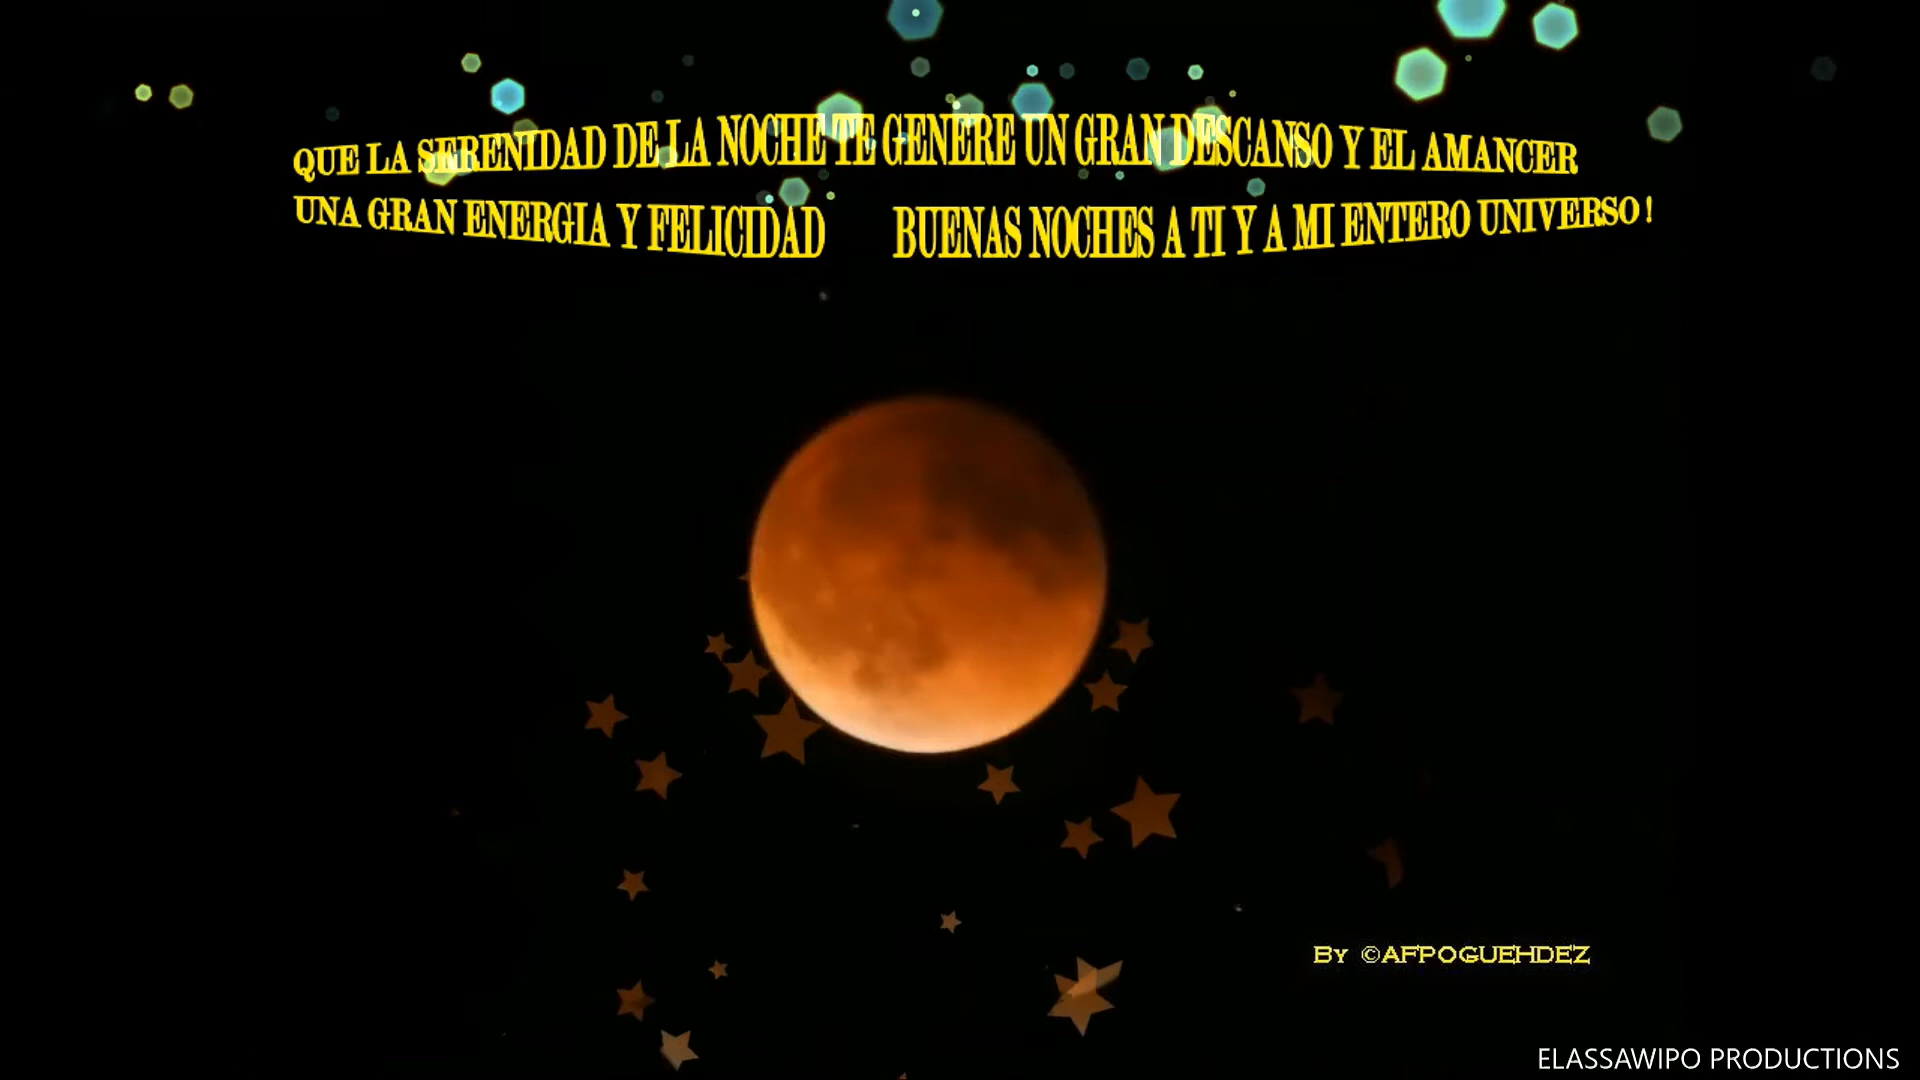 QUE LA SERENIDAD DE LA NOCHE TE GENERE UN GRAN DESCANSO Y EL AMANCER
UNA GRAN ENERGIA Y FELICIDAD BUENAS NOCHES A TI Y A MI ENTERO UNIVERSO !
By ©AFPOGUEHDEZ
ELASSAWIPO PRODUCTIONS